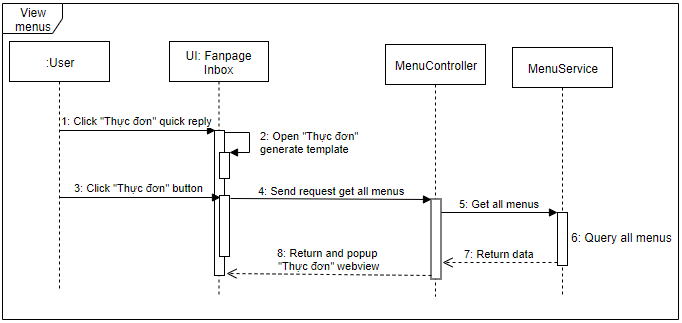 View
menus
:User
UI: Fanpage
Inbox
MenuController
MenuService
1: Click "Thực đơn" quick reply
2: Open "Thực đơn"
generate template
3: Click "Thực đơn" button
4: Send request get all menus
5: Get all menus
6: Query all menus
7: Return data
8: Return and popup
"Thực đơn" webview